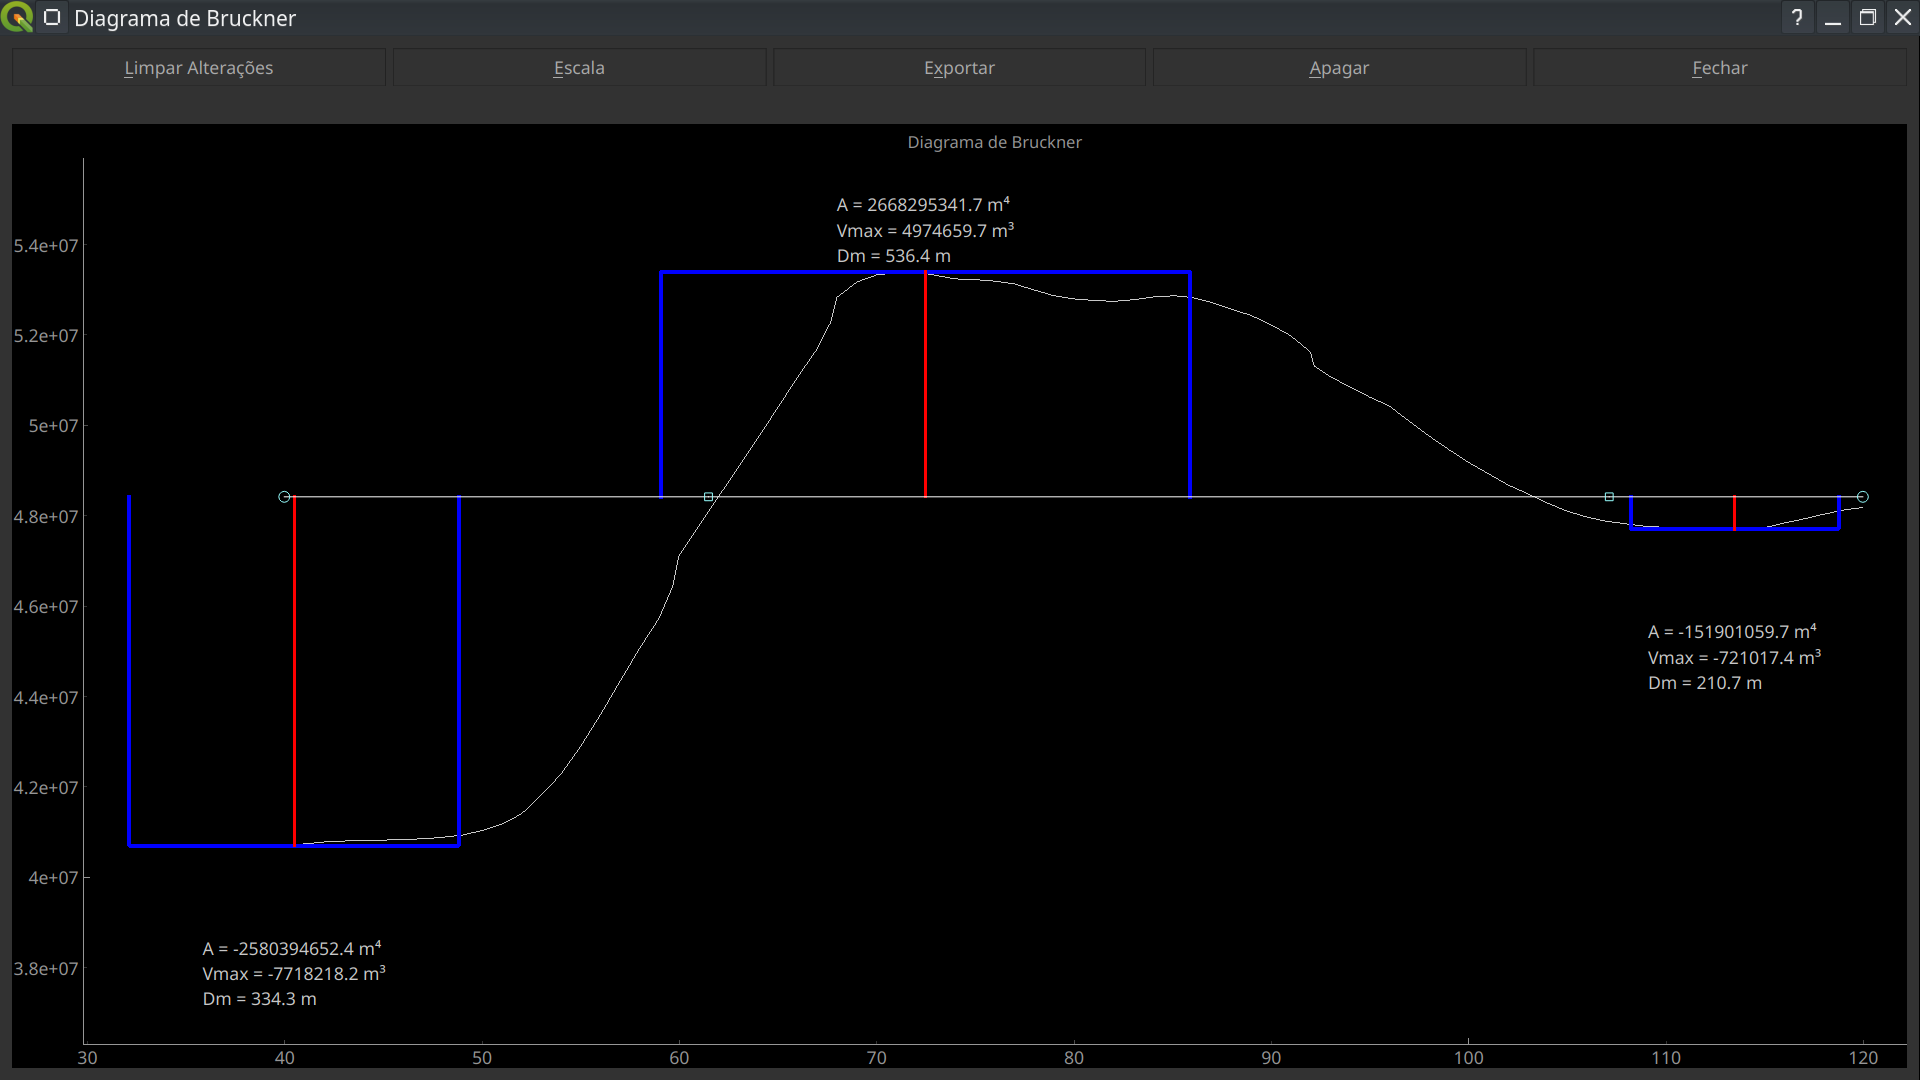 Diagrama de Bruckner
Limpar Alterações
Escala
Exportar
Apagar
Fechar
Diagrama de Bruckner
A = 2668295341.7 m⁴
Vmax = 4974659.7 m³
Dm = 536.4 m
5.4e+07
5.2e+07
5e+07
4.8e+07
4.6e+07
4.4e+07
4.2e+07
4e+07
3.8e+07
A = -151901059.7 m⁴
Vmax = -721017.4 m³
Dm = 210.7 m
A = -2580394652.4 m⁴
Vmax = -7718218.2 m³
Dm = 334.3 m
30 40 50 60 70 80 90 100 110 120